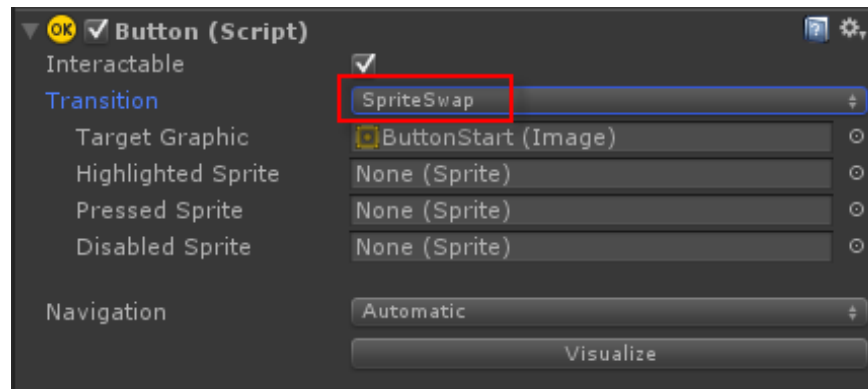 OK Button (Script)
Interactable
Transition SpriteSwap
Target Graphic ButtonStart (Image)
Highlighted Sprite None (Sprite)
Pressed Sprite None (Sprite)
Disabled Sprite None (Sprite)
Navigation Automatic
Visualize